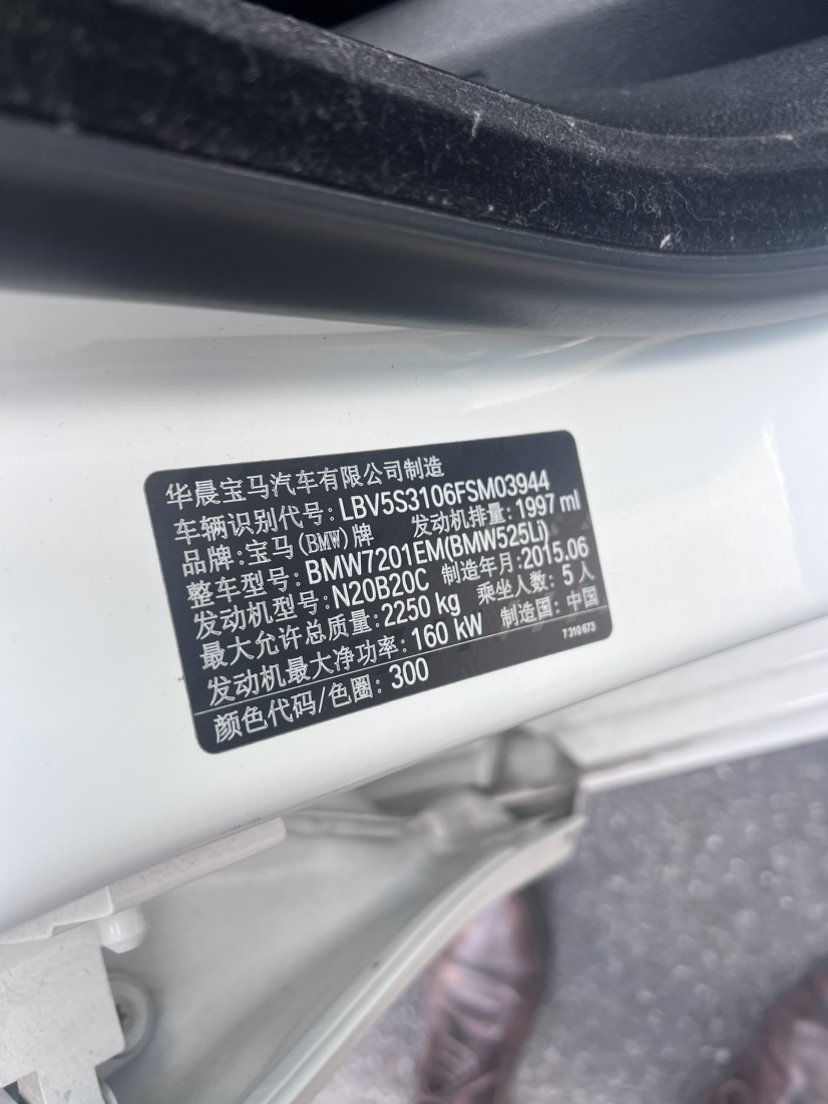 华晨宝马汽车有限公司制造
车辆识别代号: LBV5S3106FSM03944
品牌:宝马(BMW)牌 发动机排量: 1997 ml
整车型号: BMW7201EM(BMW525Li)
发动机型号: N20B20C 制造年月:2015.06
最大允许总质量: 2250 kg 乘坐人数: 5 人
发动机最大净功率: 160 kW 制造国: 中国
颜色代码/色圈: 300
7 310 673